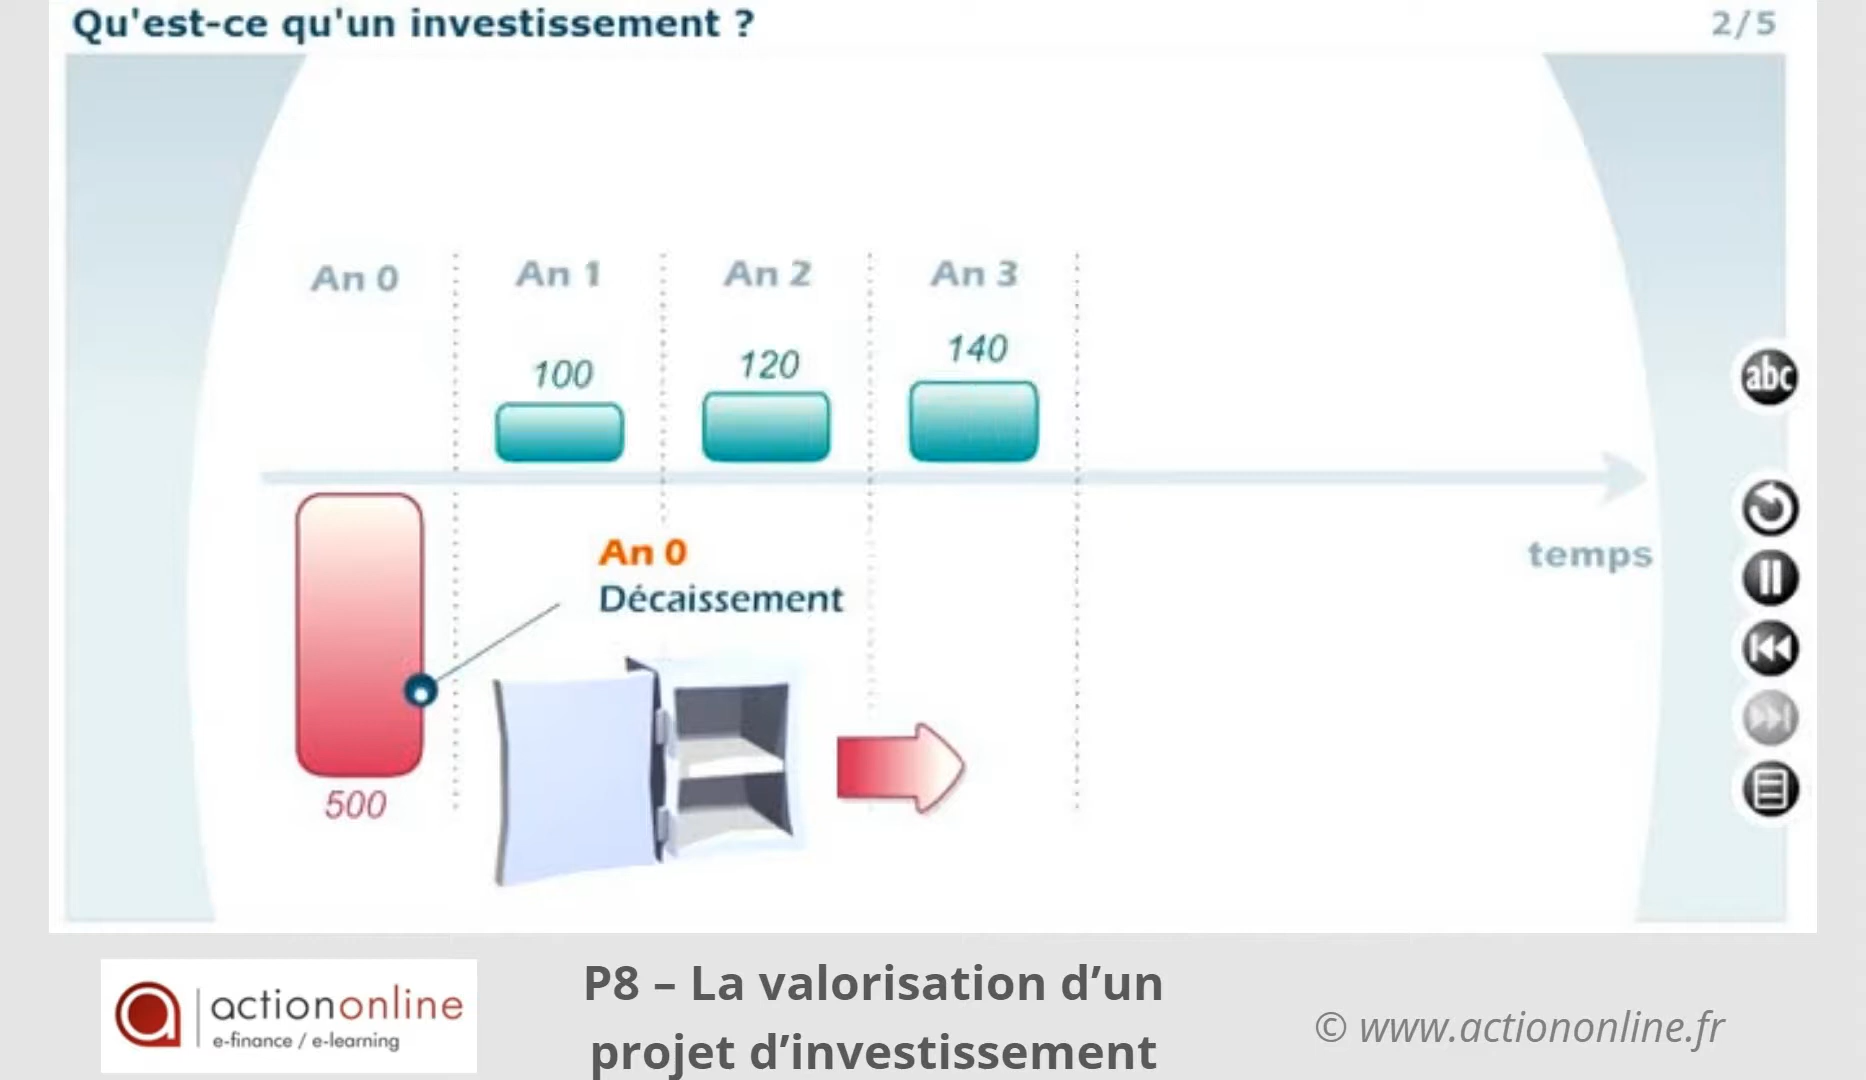 Qu'est-ce qu'un investissement ?
2/5
An 0
An 1
An 2
An 3
100
120
140
abc
temps
An 0
Décaissement
500
actiononline
e-finance / e-learning
P8 – La valorisation d’un
projet d’investissement
© www.actiononline.fr